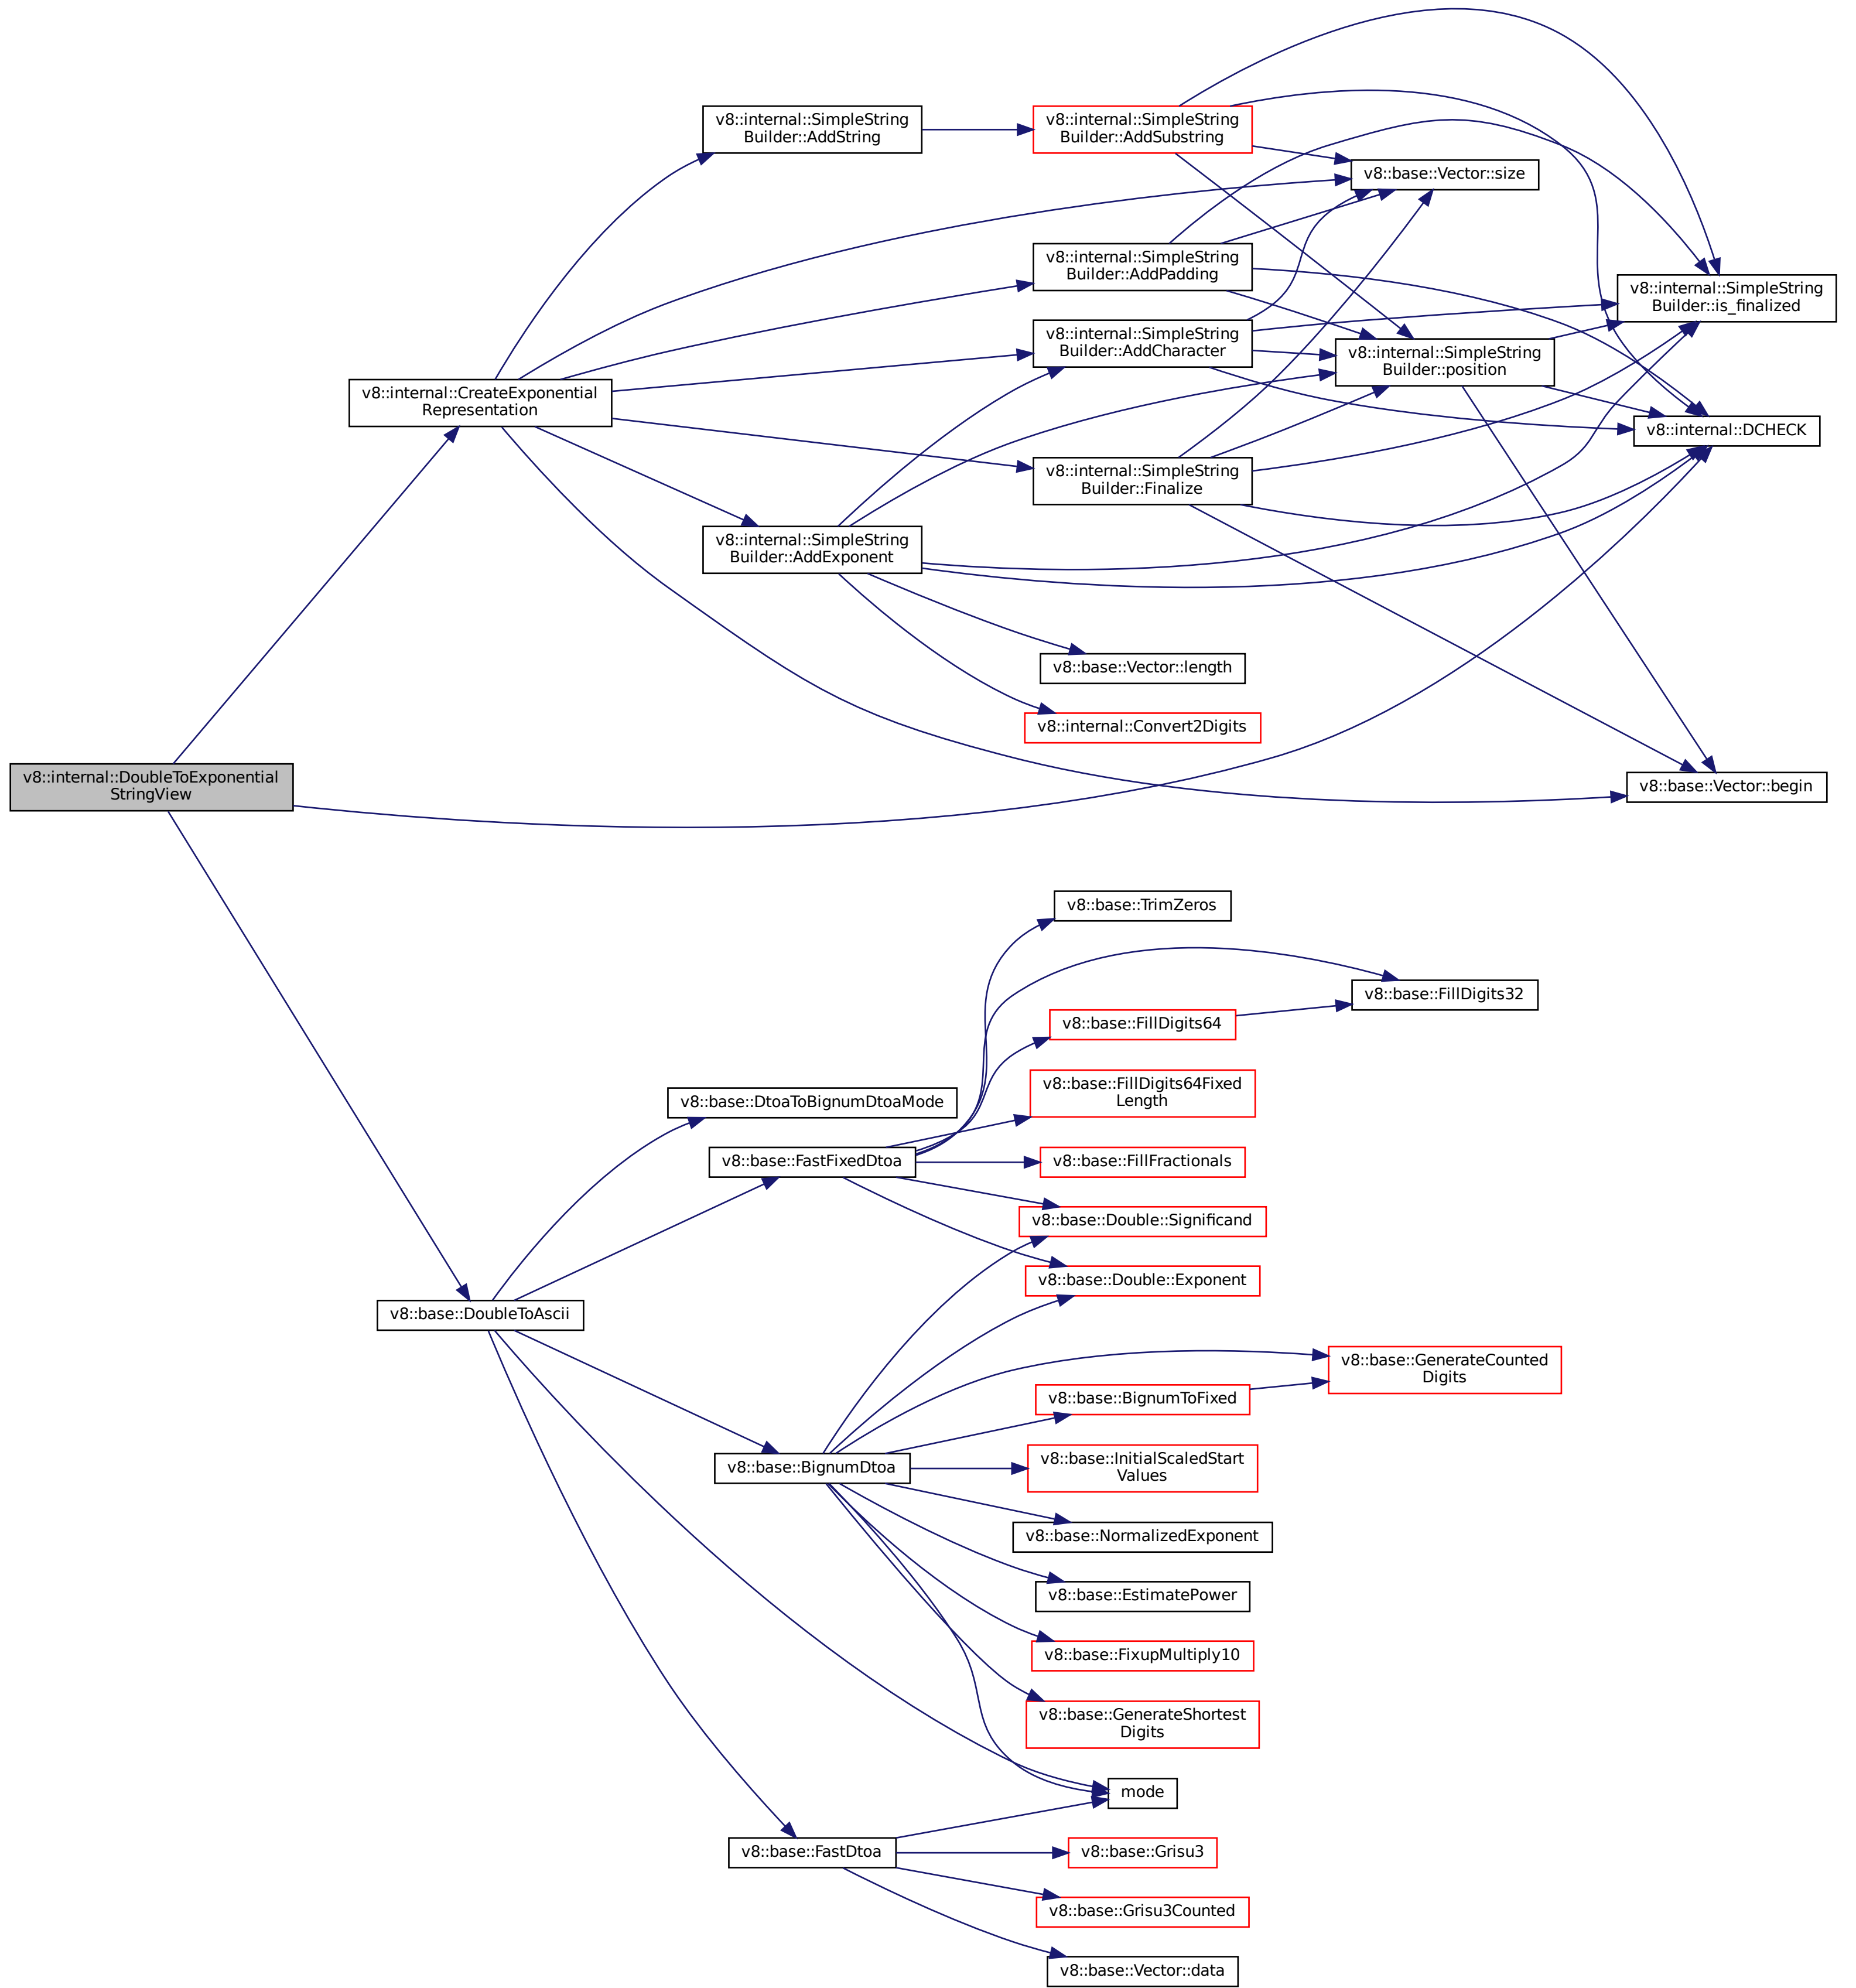 v8::internal::SimpleString
Builder::AddString
v8::internal::SimpleString
Builder::AddSubstring
v8::base::Vector::size
v8::internal::SimpleString
Builder::AddPadding
v8::internal::SimpleString
Builder::is_finalized
v8::internal::SimpleString
Builder::AddCharacter
v8::internal::SimpleString
Builder::position
v8::internal::CreateExponential
Representation
v8::internal::DCHECK
v8::internal::SimpleString
Builder::Finalize
v8::internal::SimpleString
Builder::AddExponent
v8::base::Vector::length
v8::internal::Convert2Digits
v8::internal::DoubleToExponential
StringView
v8::base::Vector::begin
v8::base::TrimZeros
v8::base::FillDigits32
v8::base::FillDigits64
v8::base::FillDigits64Fixed
Length
v8::base::DtoaToBignumDtoaMode
v8::base::FastFixedDtoa
v8::base::FillFractionals
v8::base::Double::Significand
v8::base::Double::Exponent
v8::base::DoubleToAscii
v8::base::GenerateCounted
Digits
v8::base::BignumToFixed
v8::base::BignumDtoa
v8::base::InitialScaledStart
Values
v8::base::NormalizedExponent
v8::base::EstimatePower
v8::base::FixupMultiply10
v8::base::GenerateShortest
Digits
mode
v8::base::FastDtoa
v8::base::Grisu3
v8::base::Grisu3Counted
v8::base::Vector::data